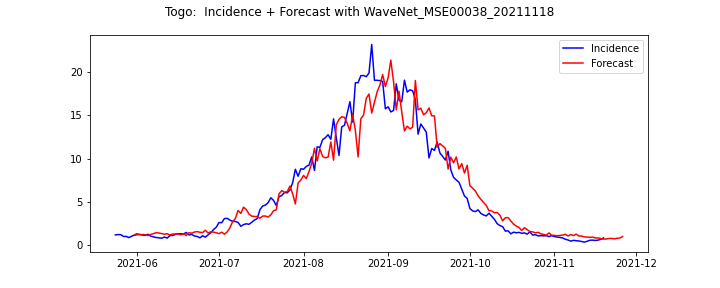 Togo:  Incidence + Forecast with WaveNet_MSE00038_20211118
Incidence
Forecast
20
15
10
5
0
2021-06 2021-07 2021-08 2021-09 2021-10 2021-11 2021-12